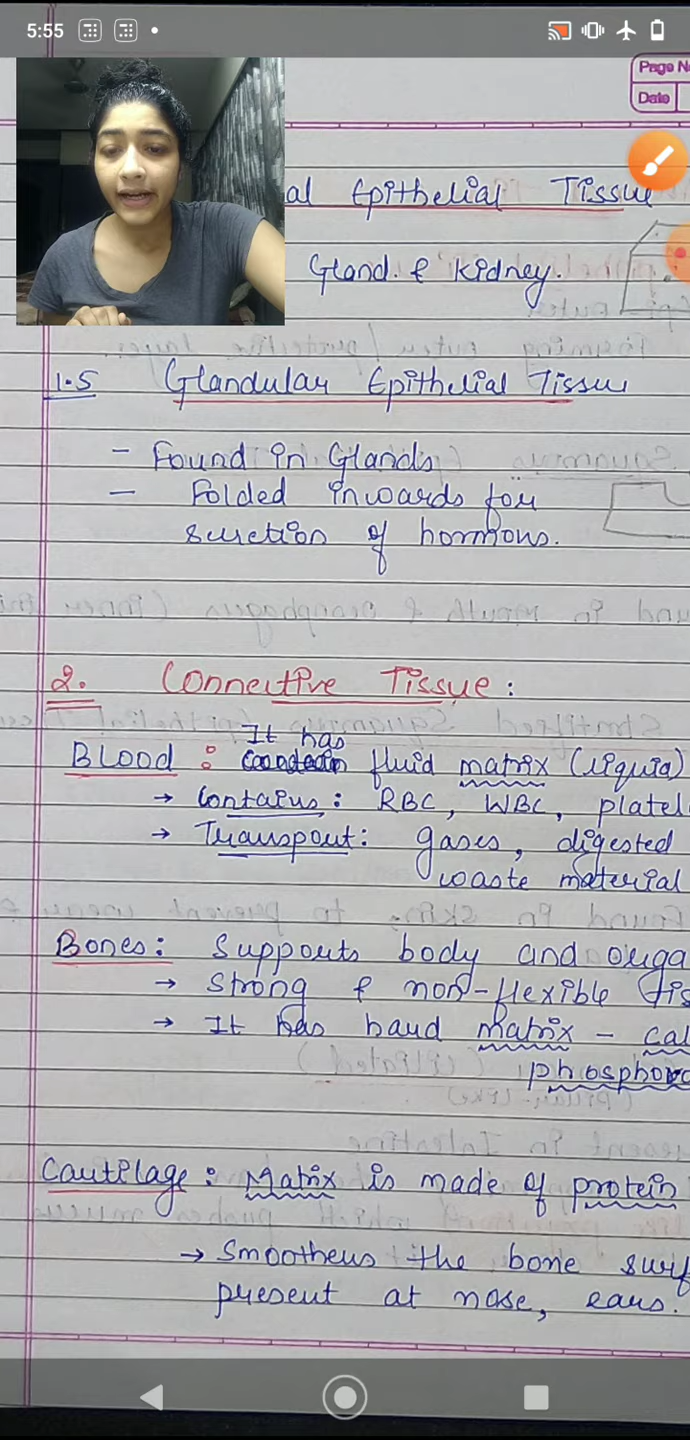 5:55
Page N
Date
al Epithelial Tissue
Gland & Kidney.
1.5 Glandular Epithelial Tissue
- Found in Glands
- Folded inwards for
secretion of hormons.
2. Connective Tissue:
It has
BLOOD : fluid matrix (liquid)
→ Contains: RBC, WBC, platel
→ Transport: gases, digested
waste material
Bones: Supports body and orga
→ Strong & non-flexible tis
→ It has hard matrix - cal
phosphoro
Cartilage: Matrix is made of protein
→ Smoothens the bone surf
present at nose, ears.